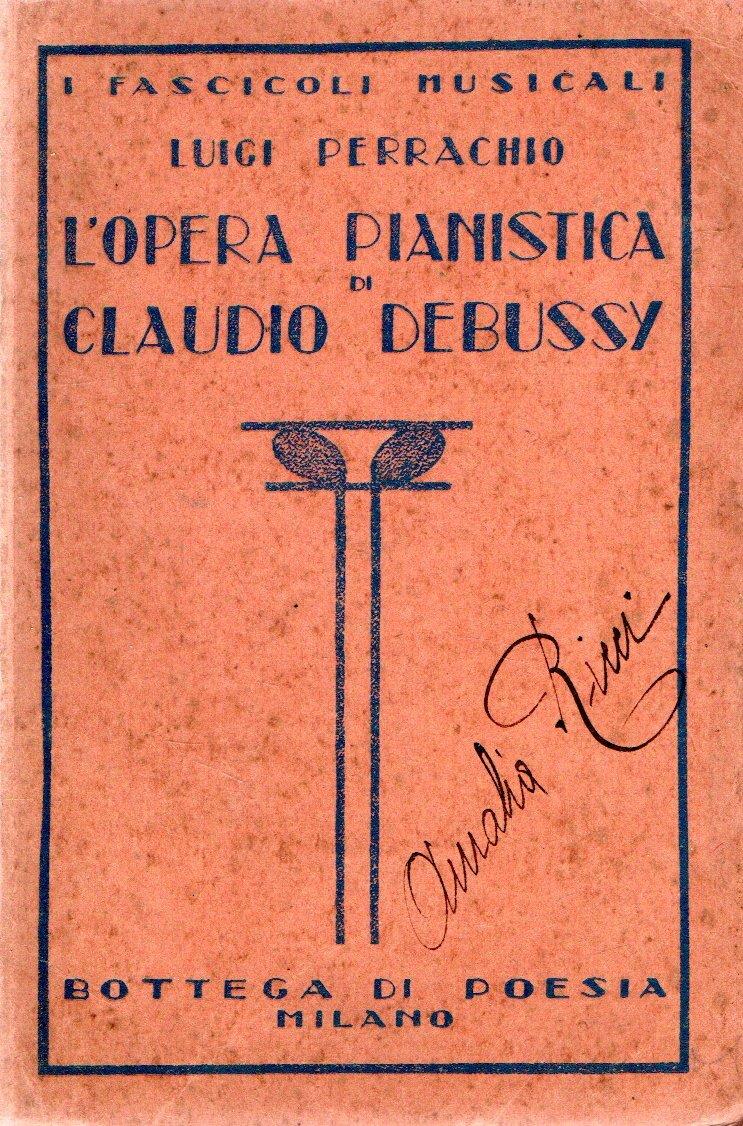 I FASCICOLI MUSICALI
LUIGI PERRACHIO
L'OPERA PIANISTICA
DI
CLAUDIO DEBUSSY
Amalia Ricci
BOTTEGA DI POESIA
MILANO